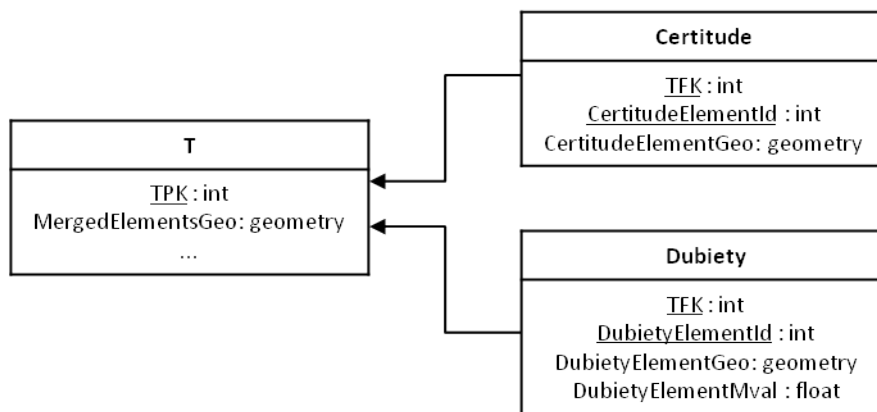 T
TPK : int
MergedElementsGeo: geometry
...
Certitude
TFK : int
CertitudeElementId : int
CertitudeElementGeo: geometry
Dubiety
TFK : int
DubietyElementId : int
DubietyElementGeo: geometry
DubietyElementMval : float